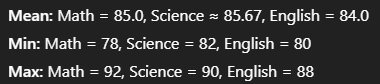 Mean: Math = 85.0, Science ≈ 85.67, English = 84.0
Min: Math = 78, Science = 82, English = 80
Max: Math = 92, Science = 90, English = 88